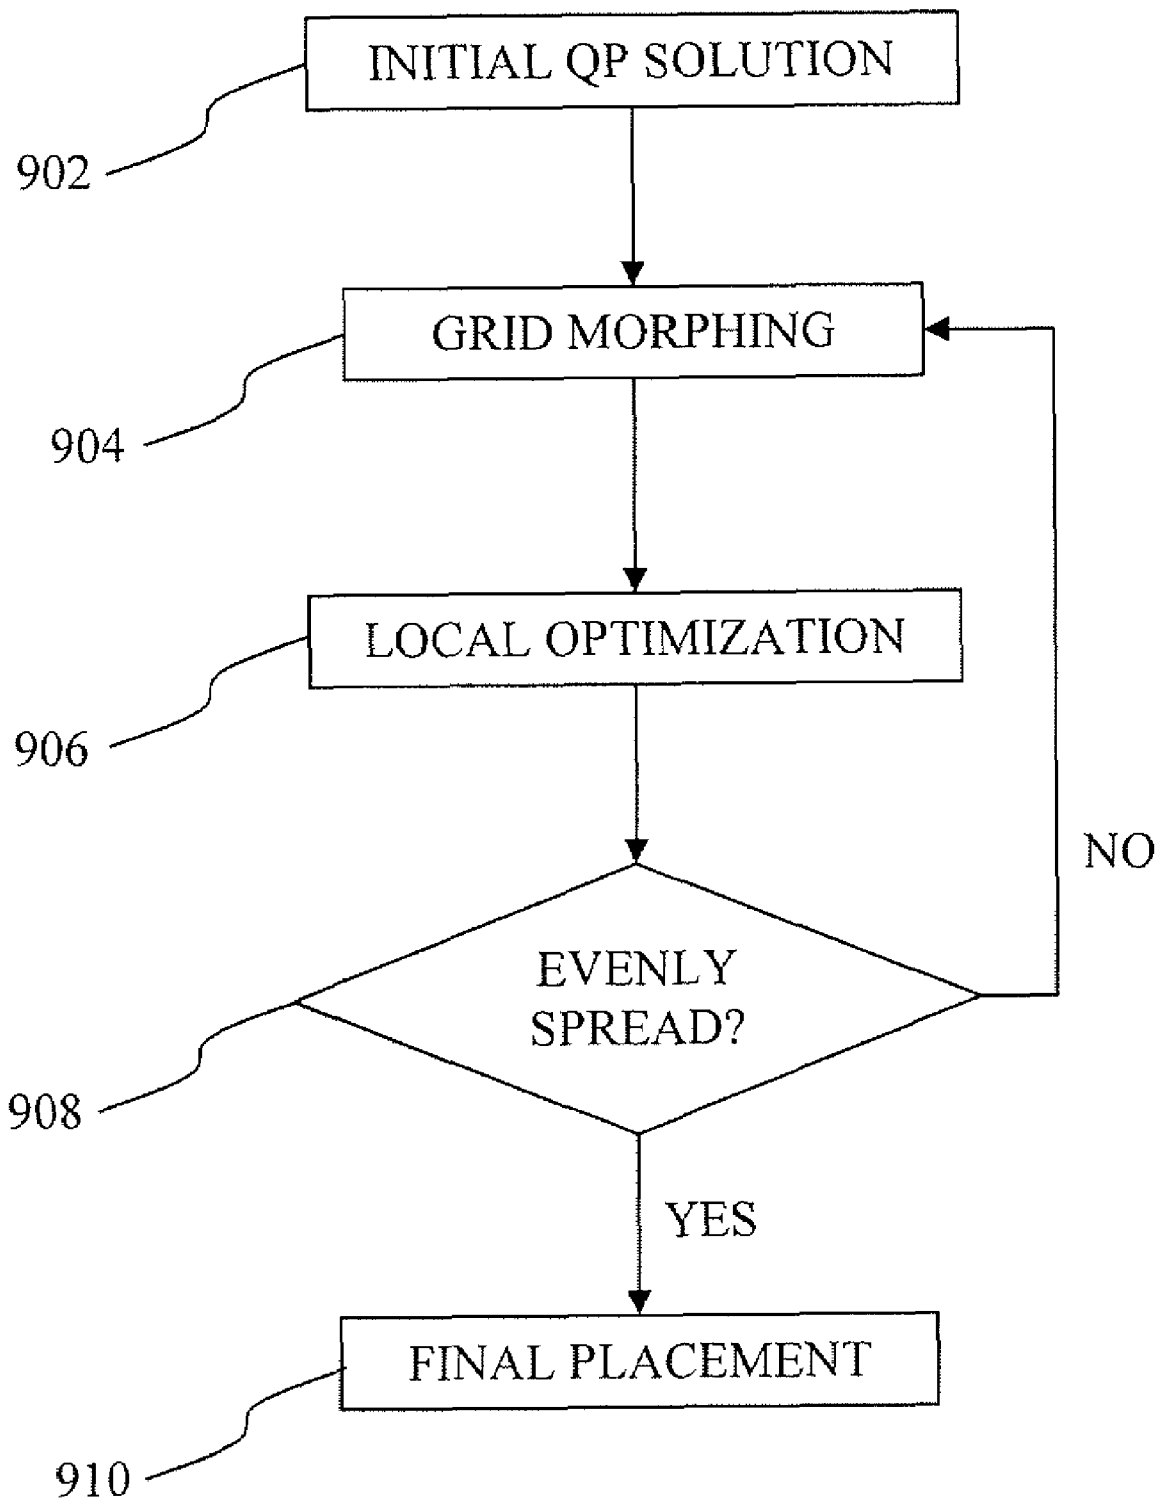 INITIAL QP SOLUTION
902
GRID MORPHING
904
LOCAL OPTIMIZATION
906
NO
EVENLY
SPREAD?
908
YES
FINAL PLACEMENT
910